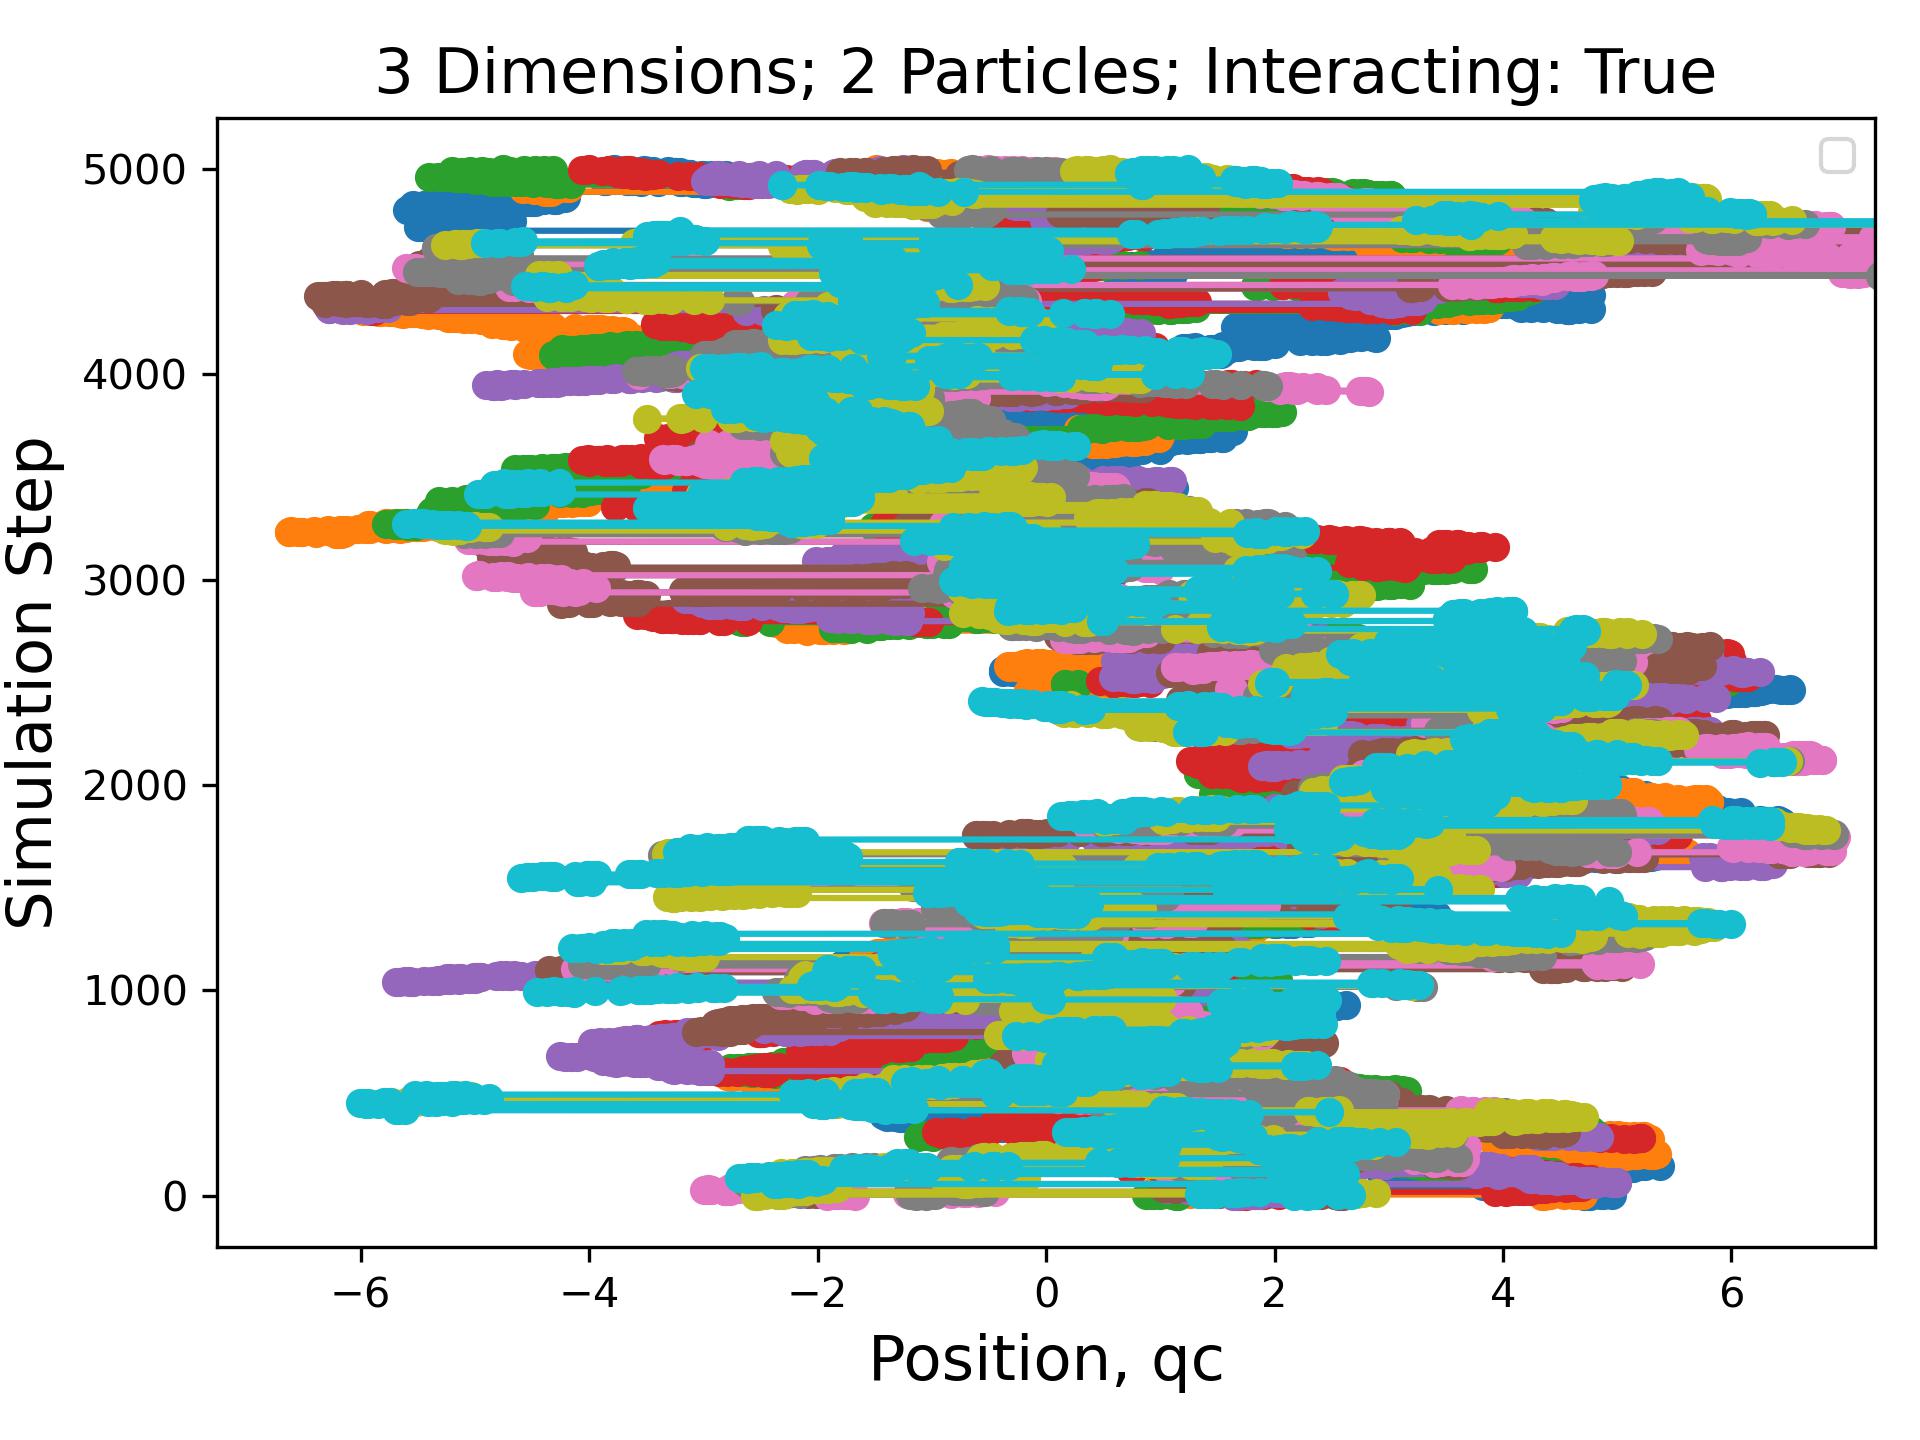 3 Dimensions; 2 Particles; Interacting: True
5000
4000
3000
2000
1000
0
Simulation Step
−6 −4 −2 0 2 4 6
Position, qc